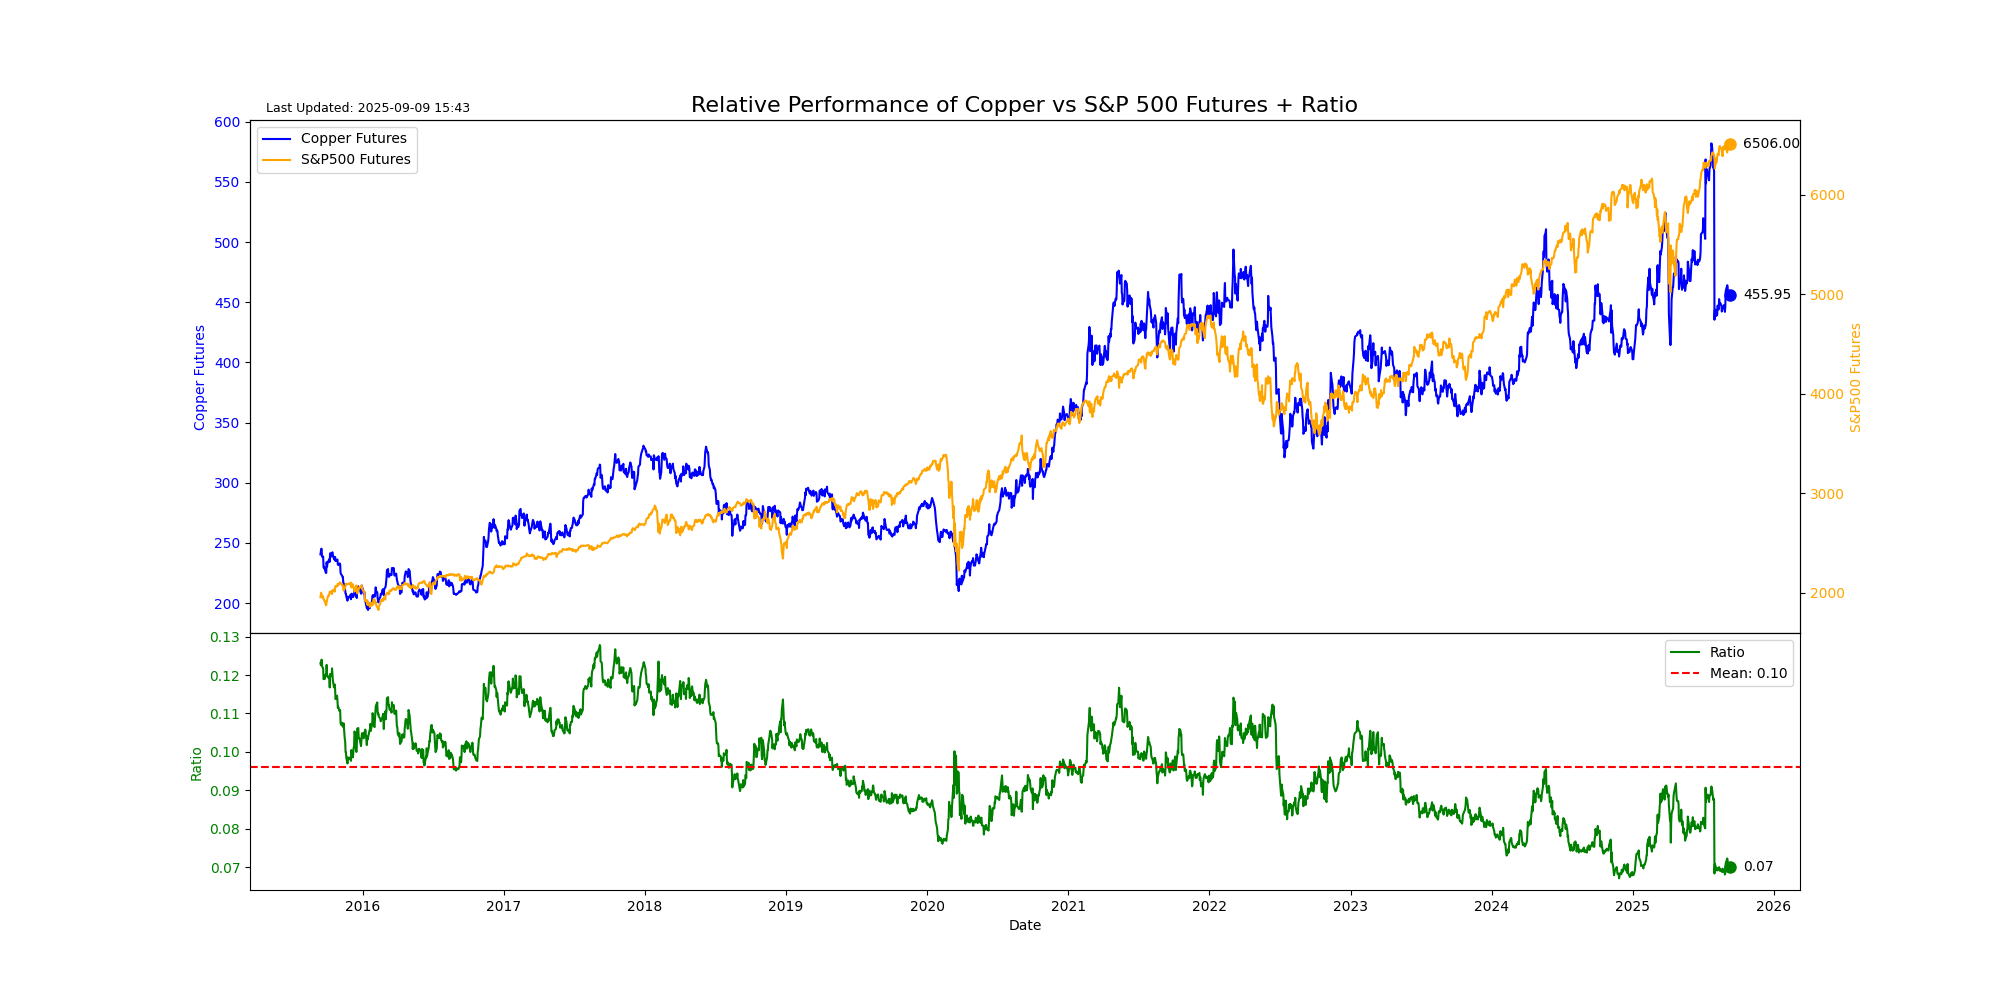 Relative Performance of Copper vs S&P 500 Futures + Ratio
Last Updated: 2025-09-09 15:43
Copper Futures
S&P500 Futures
600
550
500
450
400
350
300
250
200
Copper Futures
6506.00
455.95
6000
5000
4000
3000
2000
S&P500 Futures
0.13
0.12
0.11
0.10
0.09
0.08
0.07
Ratio
Ratio
Mean: 0.10
0.07
2016 2017 2018 2019 2020 2021 2022 2023 2024 2025 2026
Date